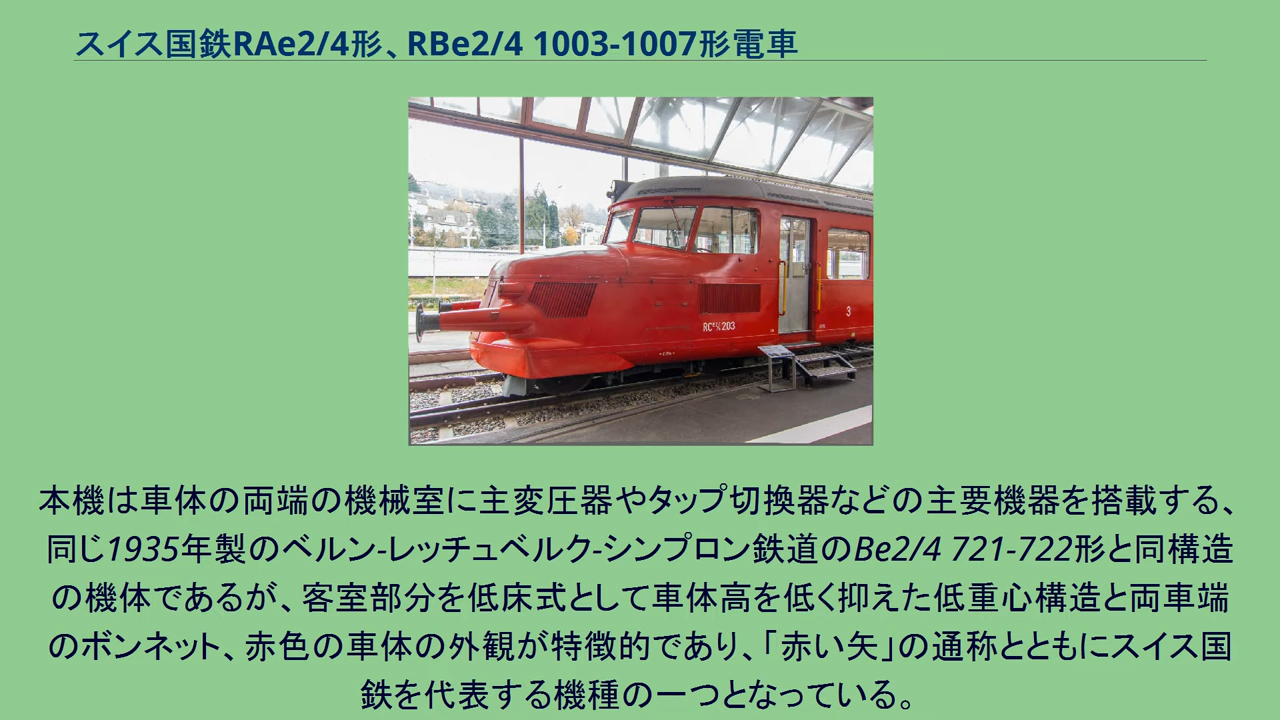 スイス国鉄RAe2/4形、RBe2/4 1003-1007形電車
RCe 2/4 203
3
本機は車体の両端の機械室に主変圧器やタップ切換器などの主要機器を搭載する、
同じ1935年製のベルン-レッチュベルク-シンプロン鉄道のBe2/4 721-722形と同構造
の機体であるが、客室部分を低床式として車体高を低く抑えた低重心構造と両車端
のボンネット、赤色の車体の外観が特徴的であり、「赤い矢」の通称とともにスイス国
鉄を代表する機種の一つとなっている。